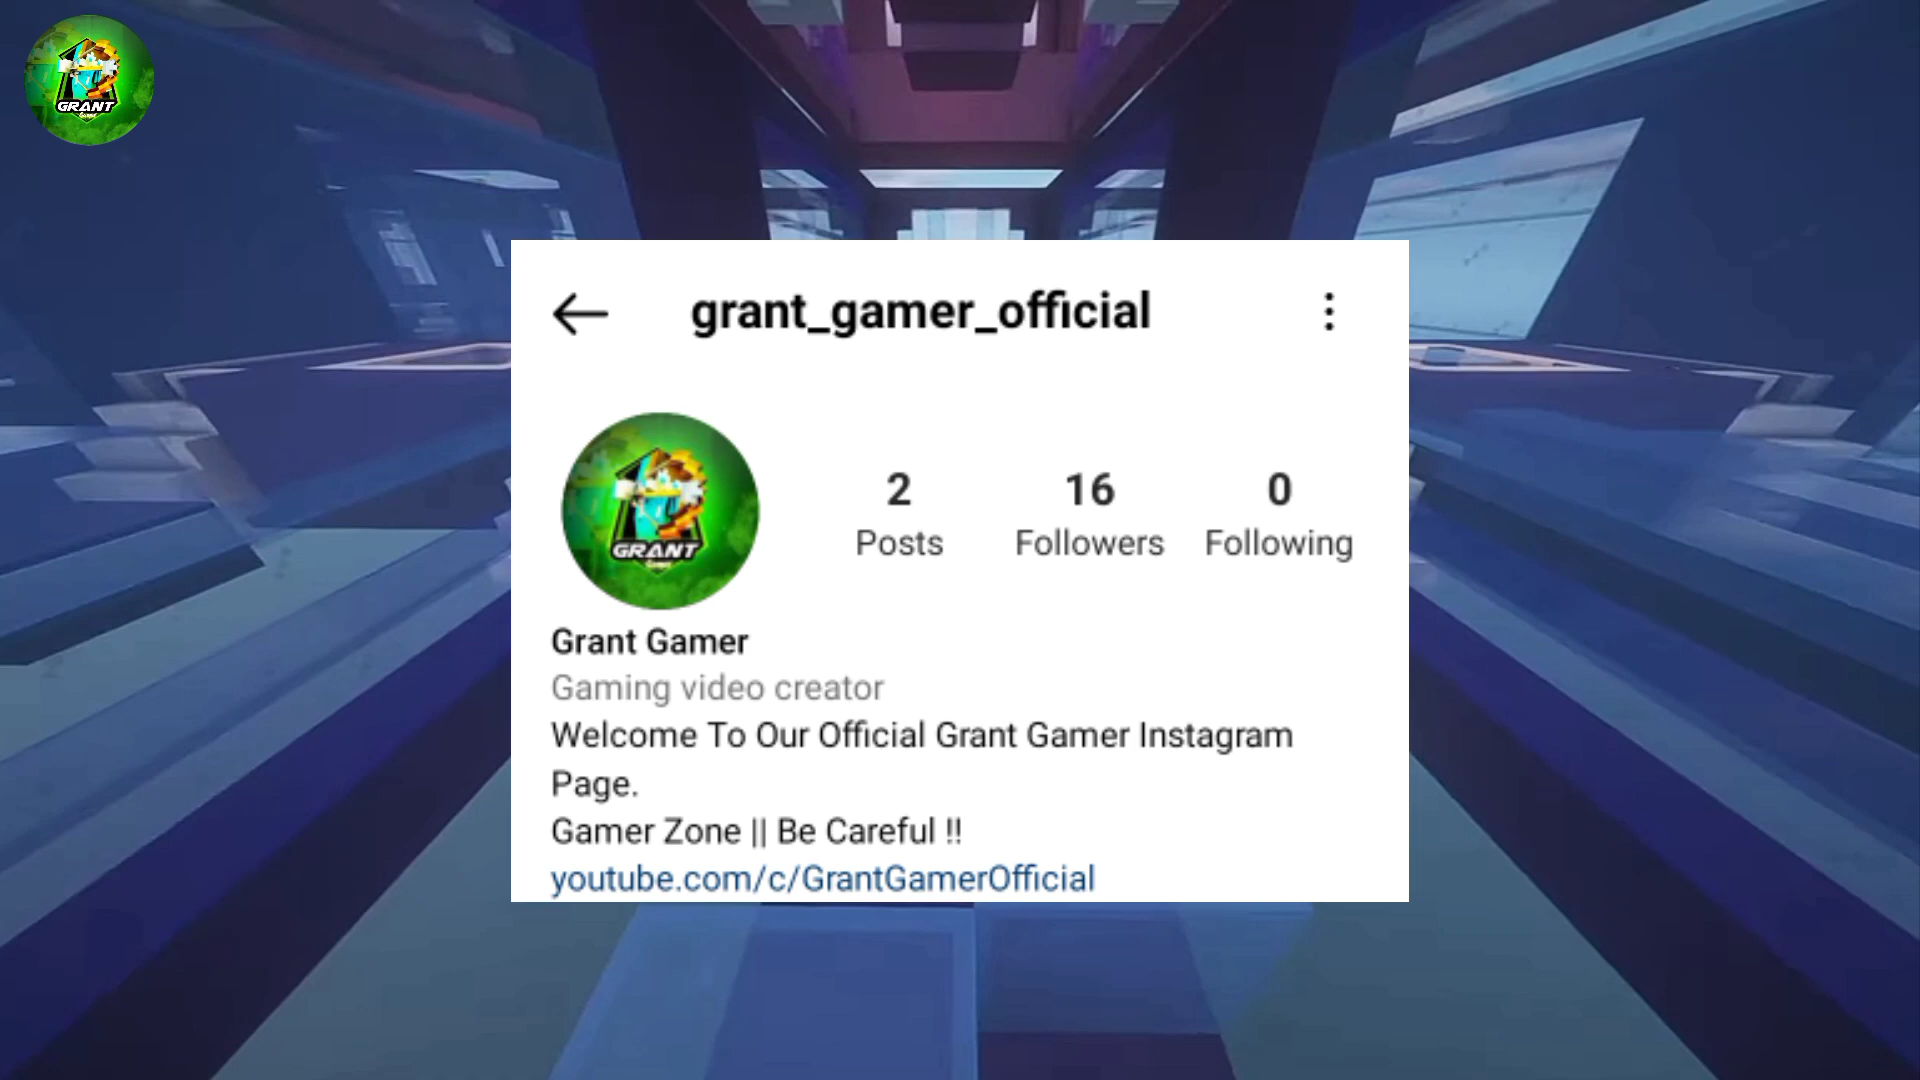 GRANT
grant_gamer_official
2
Posts
16
Followers
0
Following
GRANT
Grant Gamer
Gaming video creator
Welcome To Our Official Grant Gamer Instagram
Page.
Gamer Zone || Be Careful !!
youtube.com/c/GrantGamerOfficial